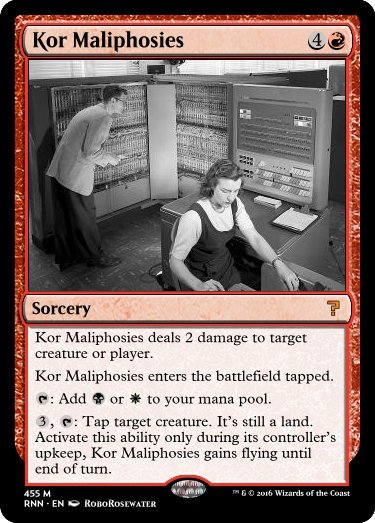 Kor Maliphosies 4
Sorcery
Kor Maliphosies deals 2 damage to target
creature or player.
Kor Maliphosies enters the battlefield tapped.
: Add or to your mana pool.
3, : Tap target creature. It's still a land.
Activate this ability only during its controller's
upkeep, Kor Maliphosies gains flying until
end of turn.
455 M
RNN • EN RoboRosewater
™ & © 2016 Wizards of the Coast